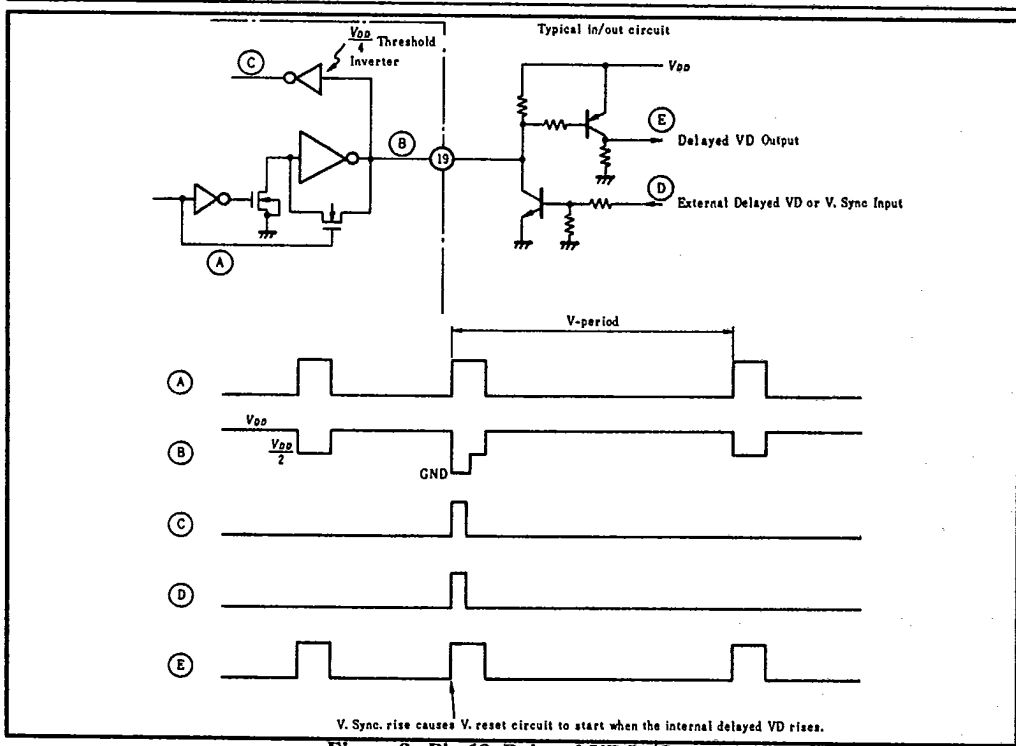 Typical in/out circuit
VDD/4 Threshold
Inverter
C
VDD
E
Delayed VD Output
B
19
D
External Delayed VD or V. Sync Input
A
V-period
A
VDD
VDD/2
B
GND
C
D
E
V. Sync. rise causes V. reset circuit to start when the internal delayed VD rises.